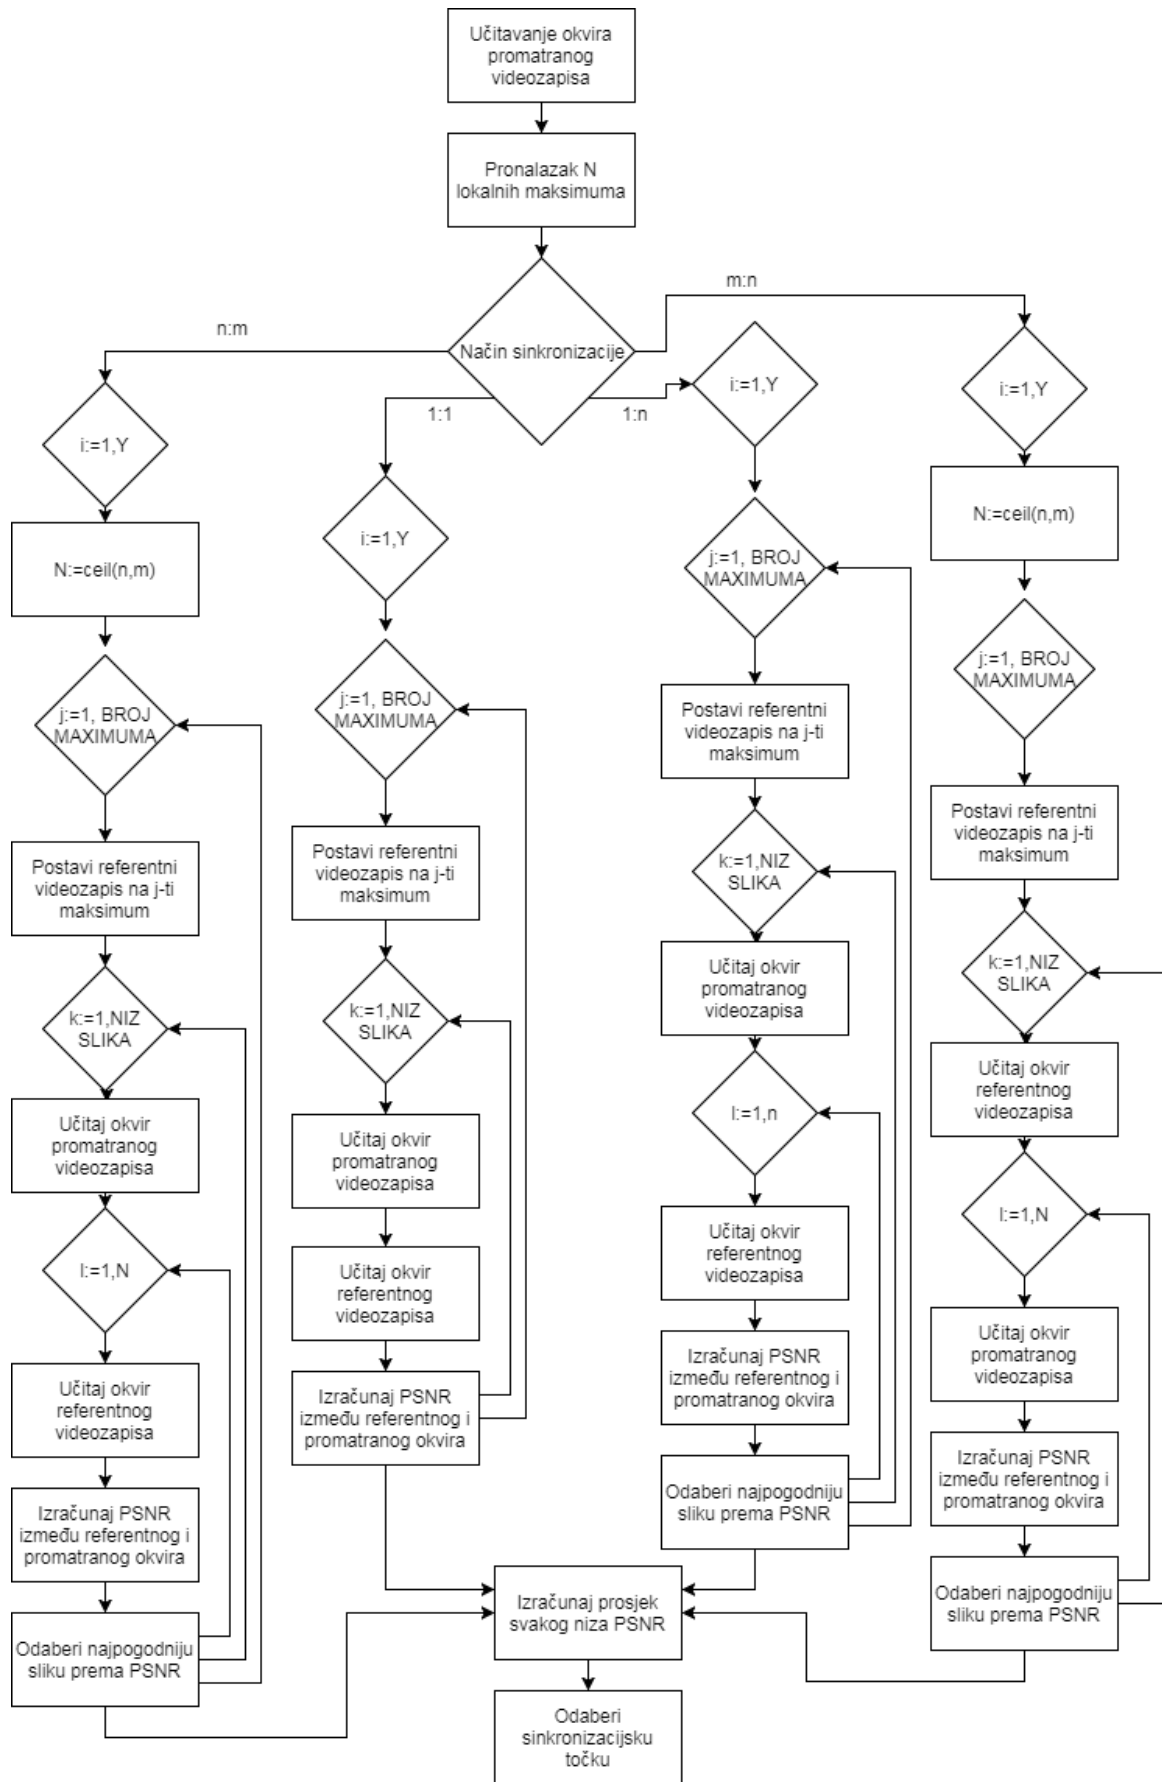 Učitavanje okvira
promatranog
videozapisa
Pronalazak N
lokalnih maksimuma
Način sinkronizacije
n:m
1:1
1:n
m:n
i:=1,Y
N:=ceil(n,m)
j:=1, BROJ
MAXIMUMA
Postavi referentni
videozapis na j-ti
maksimum
k:=1,NIZ
SLIKA
Učitaj okvir
promatranog
videozapisa
l:=1,N
Učitaj okvir
referentnog
videozapisa
Izračunaj PSNR
između referentnog i
promatranog okvira
Odaberi najpogodniju
sliku prema PSNR
i:=1,Y
j:=1, BROJ
MAXIMUMA
Postavi referentni
videozapis na j-ti
maksimum
k:=1,NIZ
SLIKA
Učitaj okvir
promatranog
videozapisa
Učitaj okvir
referentnog
videozapisa
Izračunaj PSNR
između referentnog i
promatranog okvira
i:=1,Y
j:=1, BROJ
MAXIMUMA
Postavi referentni
videozapis na j-ti
maksimum
k:=1,NIZ
SLIKA
Učitaj okvir
promatranog
videozapisa
l:=1,n
Učitaj okvir
referentnog
videozapisa
Izračunaj PSNR
između referentnog i
promatranog okvira
Odaberi najpogodniju
sliku prema PSNR
i:=1,Y
N:=ceil(n,m)
j:=1, BROJ
MAXIMUMA
Postavi referentni
videozapis na j-ti
maksimum
k:=1,NIZ
SLIKA
Učitaj okvir
referentnog
videozapisa
l:=1,N
Učitaj okvir
promatranog
videozapisa
Izračunaj PSNR
između referentnog i
promatranog okvira
Odaberi najpogodniju
sliku prema PSNR
Izračunaj prosjek
svakog niza PSNR
Odaberi
sinkronizacijsku
točku